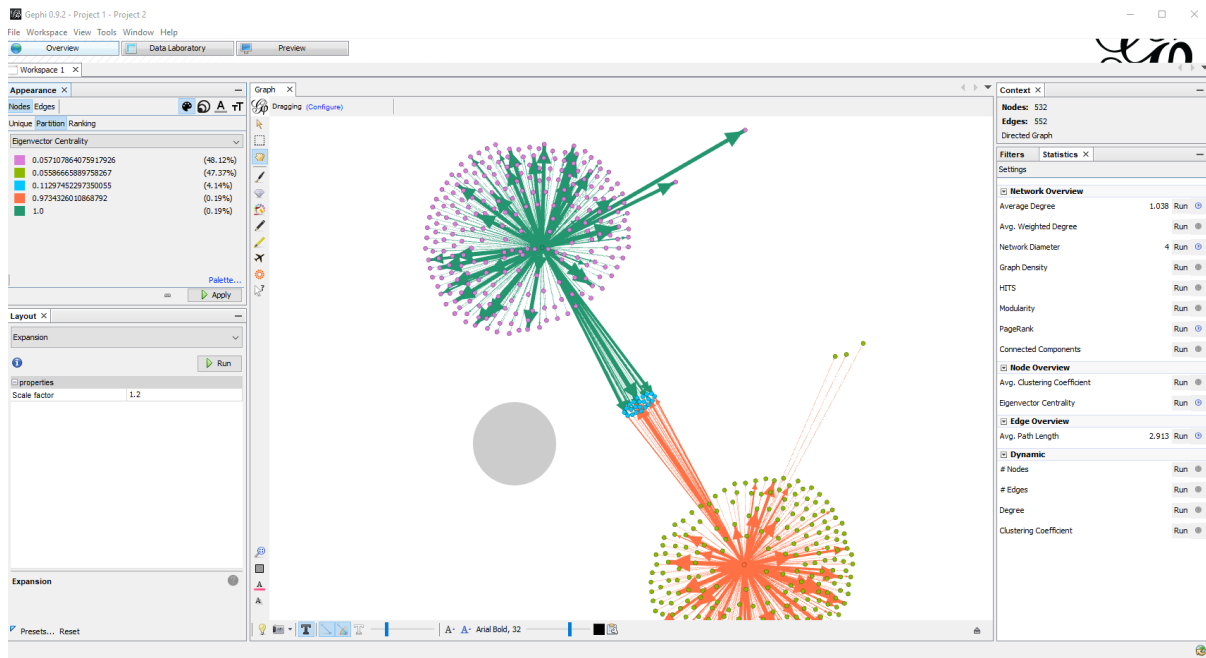 Gephi 0.9.2 - Project 1 - Project 2
File Workspace View Tools Window Help
Overview Data Laboratory Preview
Workspace 1
Appearance
Nodes Edges
Unique Partition Ranking
Eigenvector Centrality
0.057107864075917926 (48.12%)
0.05586665889758267 (47.37%)
0.11297452297350055 (4.14%)
0.9734326010868792 (0.19%)
1.0 (0.19%)
Palette...
Apply
Layout
Expansion
Run
properties
Scale factor 1.2
Expansion
Presets... Reset
Graph
Dragging (Configure)
A- A- Arial Bold, 32
Context
Nodes: 532
Edges: 552
Directed Graph
Filters Statistics
Settings
Network Overview
Average Degree 1.038 Run
Avg. Weighted Degree Run
Network Diameter 4 Run
Graph Density Run
HITS Run
Modularity Run
PageRank Run
Connected Components Run
Node Overview
Avg. Clustering Coefficient Run
Eigenvector Centrality Run
Edge Overview
Avg. Path Length 2.913 Run
Dynamic
# Nodes Run
# Edges Run
Degree Run
Clustering Coefficient Run